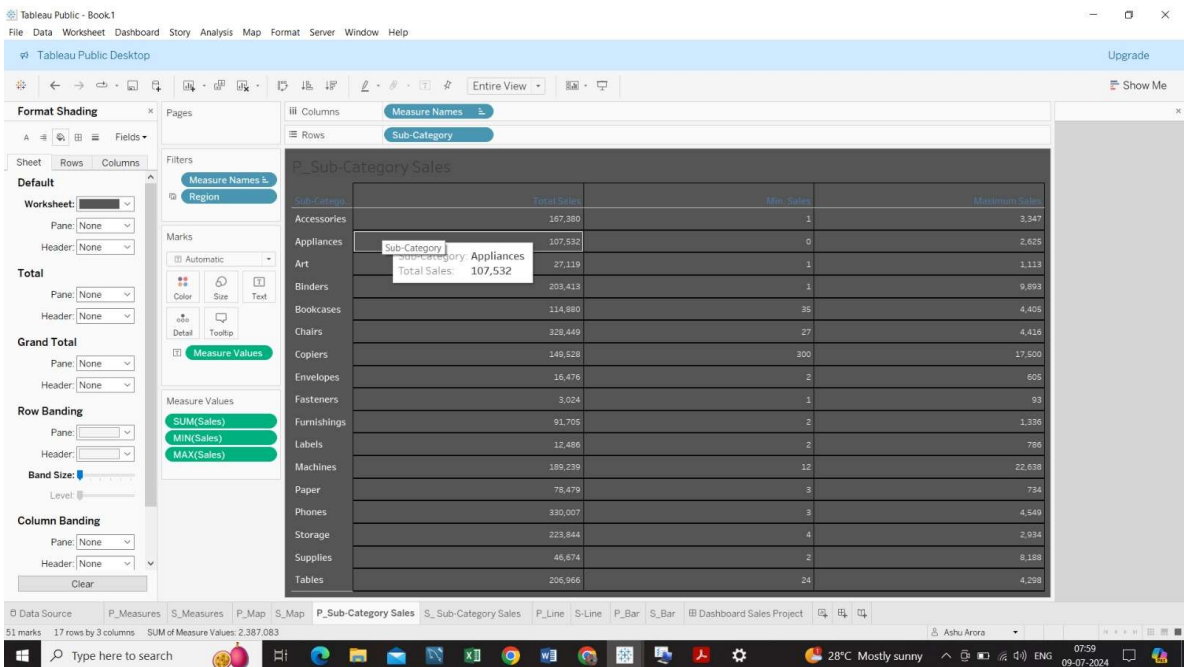 Tableau Public - Book1
File Data Worksheet Dashboard Story Analysis Map Format Server Window Help
Tableau Public Desktop Upgrade
Entire View Show Me
Format Shading
Fields
Sheet Rows Columns
Default
Worksheet:
Pane: None
Header: None
Total
Pane: None
Header: None
Grand Total
Pane: None
Header: None
Row Banding
Pane:
Header:
Band Size:
Level:
Column Banding
Pane: None
Header: None
Clear
Pages
Filters
Measure Names
Region
Marks
Automatic
Color Size Text
Detail Tooltip
Measure Values
Measure Values
SUM(Sales)
MIN(Sales)
MAX(Sales)
Columns Measure Names
Rows Sub-Category
P_Sub-Category Sales
Sub-Catego.. Total Sales Min. Sales Maximum Sales
Accessories 167,380 1 3,347
Appliances 107,532 0 2,625
Art 27,119 1 1,113
Binders 203,413 1 9,893
Bookcases 114,880 35 4,405
Chairs 328,449 27 4,416
Copiers 149,528 300 17,500
Envelopes 16,476 2 605
Fasteners 3,024 1 93
Furnishings 91,705 2 1,336
Labels 12,486 2 786
Machines 189,239 12 22,638
Paper 78,479 3 734
Phones 330,007 3 4,549
Storage 223,844 4 2,934
Supplies 46,674 2 8,188
Tables 206,966 24 4,298
Sub-Category
Sub-Category: Appliances
Total Sales: 107,532
Data Source P_Measures S_Measures P_Map S_Map P_Sub-Category Sales S_ Sub-Category Sales P_Line S-Line P_Bar S_Bar Dashboard Sales Project
51 marks 17 rows by 3 columns SUM of Measure Values: 2,387,083 Ashu Arora
Type here to search 28°C Mostly sunny ENG 07:59
09-07-2024